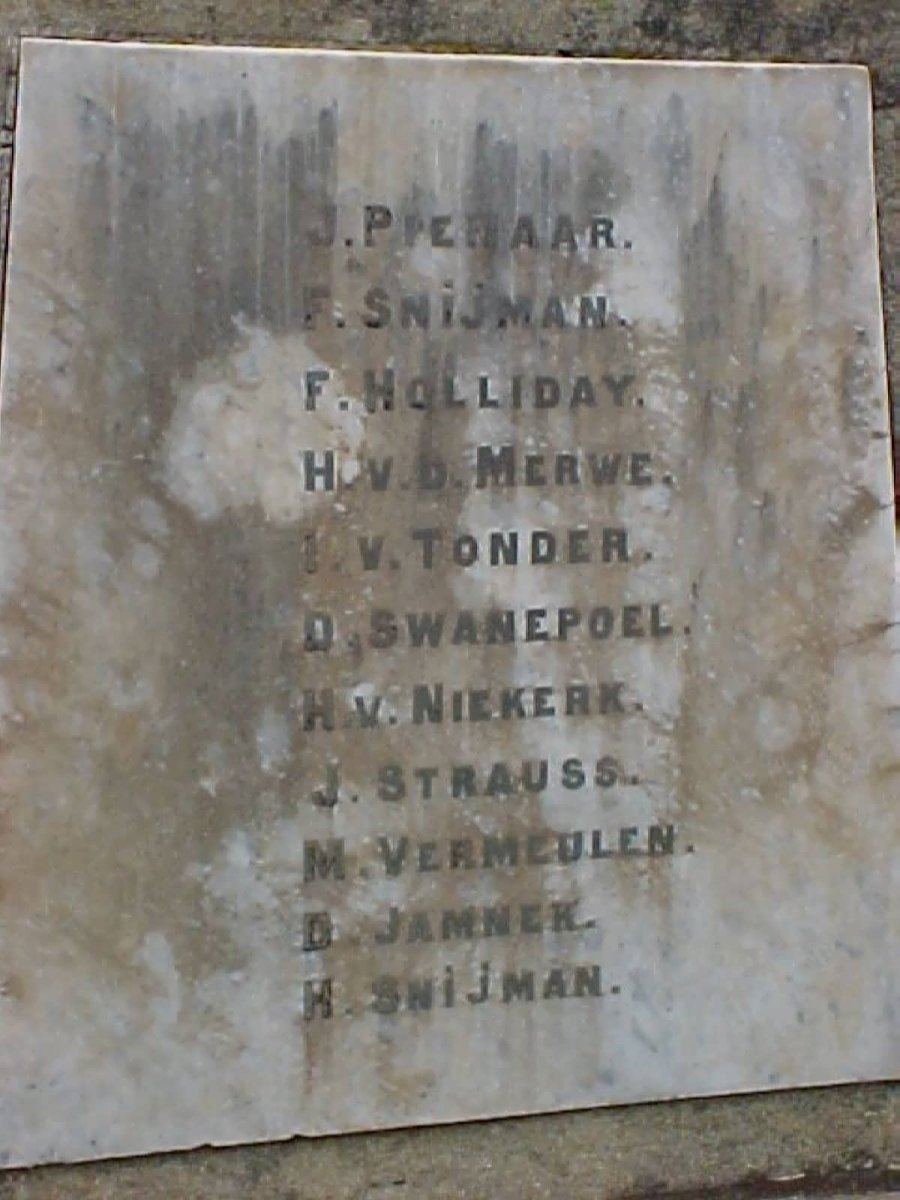 J. PIENAAR.
F. SNIJMAN.
F. HOLLIDAY.
H. V. D. MERWE.
I. V. TONDER.
D. SWANEPOEL.
H. V. NIEKERK.
J. STRAUSS.
M. VERMEULEN.
D. JAMNEK.
H. SNIJMAN.